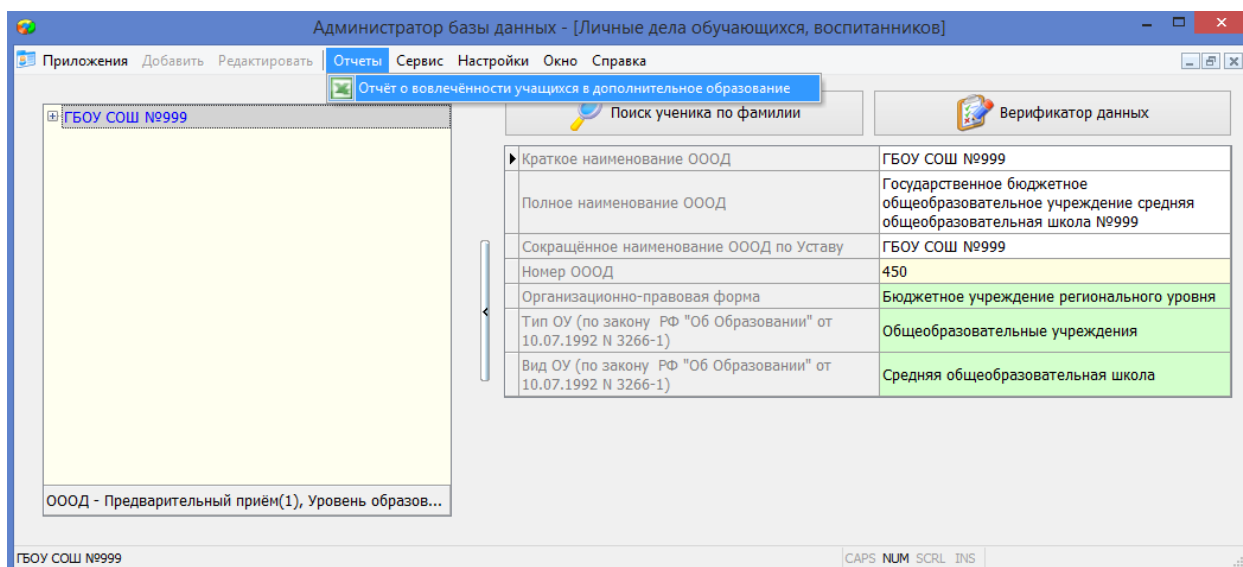 Администратор базы данных - [Личные дела обучающихся, воспитанников]
Приложения Добавить Редактировать Отчеты Сервис Настройки Окно Справка
Отчёт о вовлечённости учащихся в дополнительное образование
ГБОУ СОШ №999
Поиск ученика по фамилии
Верификатор данных
Краткое наименование ОООД
ГБОУ СОШ №999
Полное наименование ОООД
Государственное бюджетное
общеобразовательное учреждение средняя
общеобразовательная школа №999
Сокращённое наименование ОООД по Уставу
ГБОУ СОШ №999
Номер ОООД
450
Организационно-правовая форма
Бюджетное учреждение регионального уровня
Тип ОУ (по закону РФ "Об Образовании" от
10.07.1992 N 3266-1)
Общеобразовательные учреждения
Вид ОУ (по закону РФ "Об Образовании" от
10.07.1992 N 3266-1)
Средняя общеобразовательная школа
ОООД - Предварительный приём(1), Уровень образов...
ГБОУ СОШ №999
CAPS NUM SCRL INS